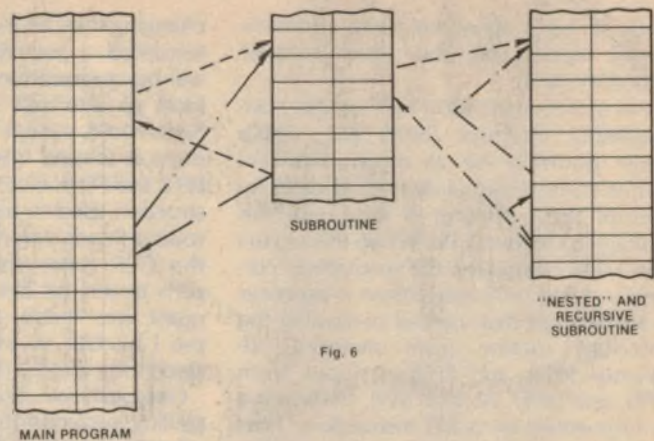 SUBROUTINE
"NESTED" AND
RECURSIVE
SUBROUTINE
Fig. 6
MAIN PROGRAM